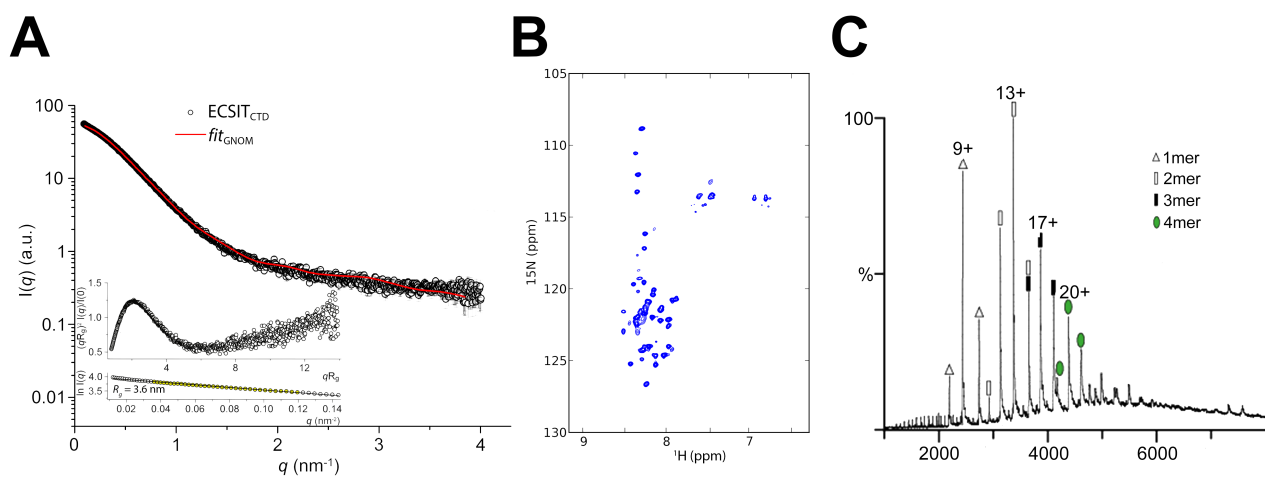 A
B
C
100
10
1
0.1
0.01
I(q) (a.u.)
ECSIT_CTD
fit_GNOM
1.5
1.0
0.5
(qRg)² I(q)/I(0)
4
8
12
qRg
4.0
3.5
ln I(q)
Rg = 3.6 nm
0.02
0.04
0.06
0.08
0.10
0.12
0.14
q (nm⁻¹)
0
1
2
3
4
q (nm⁻¹)
105
110
115
120
125
130
15N (ppm)
9
8
7
¹H (ppm)
100
%
13+
9+
17+
20+
1mer
2mer
3mer
4mer
2000
4000
6000